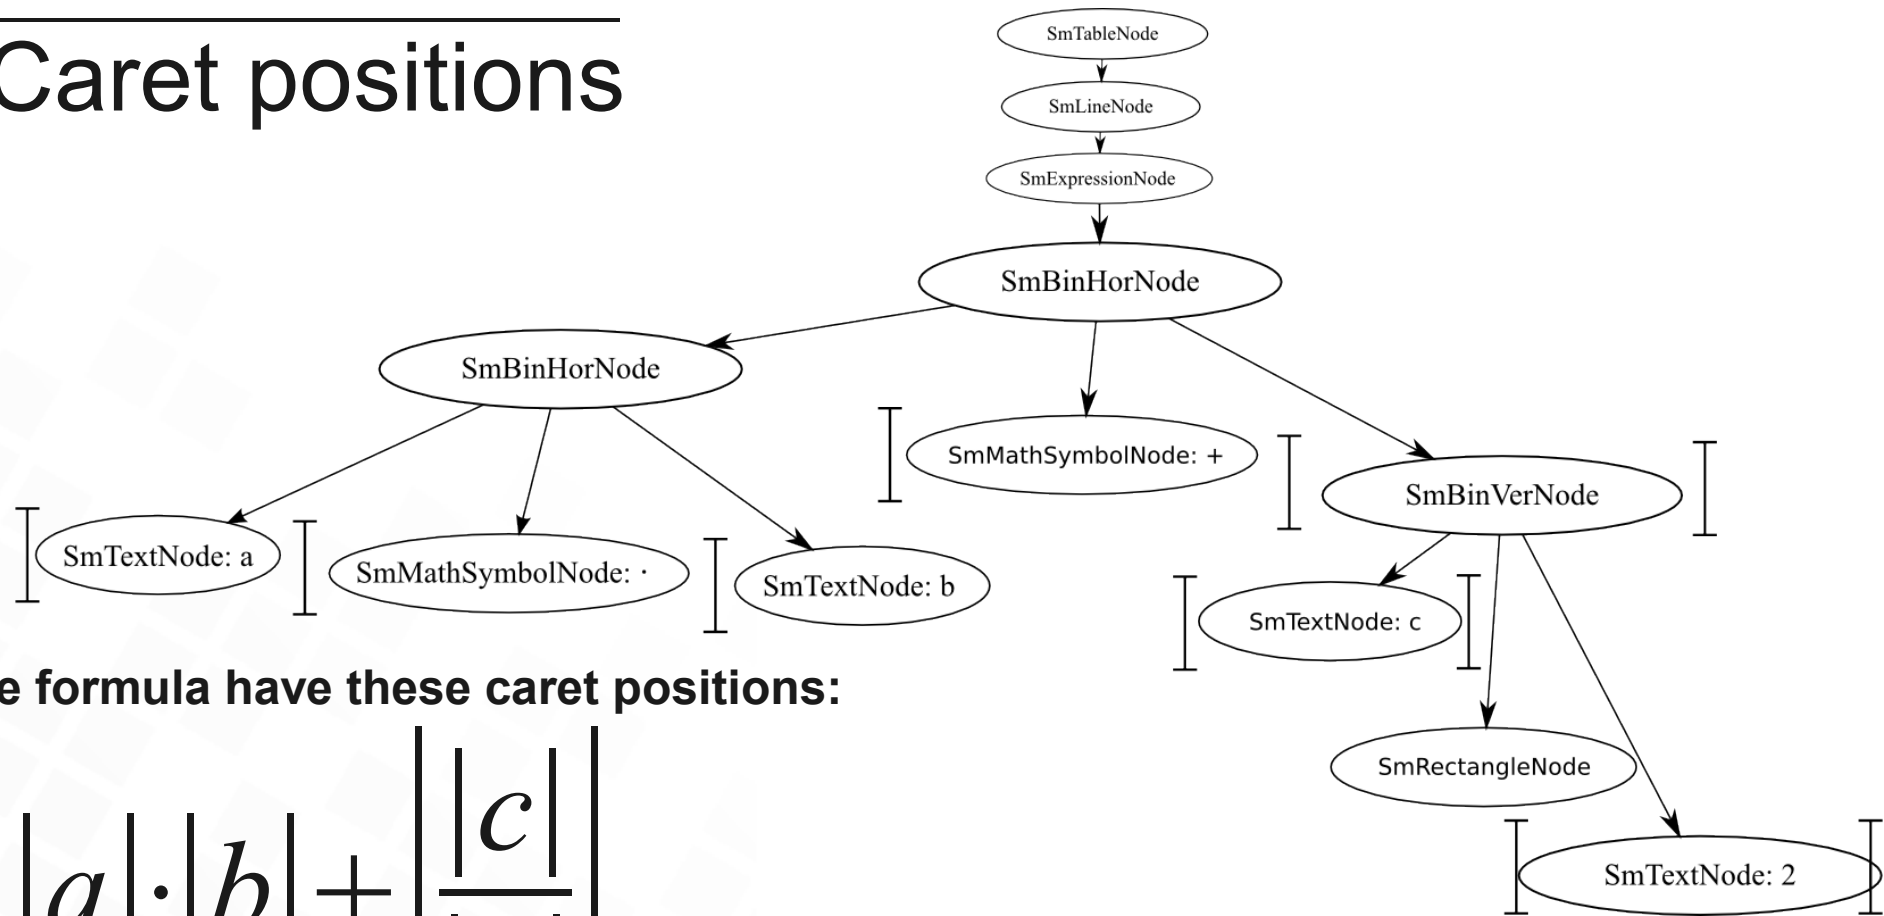 Caret positions
SmTableNode
SmLineNode
SmExpressionNode
SmBinHorNode
SmBinHorNode
SmMathSymbolNode: +
SmBinVerNode
SmTextNode: a
SmMathSymbolNode: ·
SmTextNode: b
SmTextNode: c
SmRectangleNode
SmTextNode: 2
e formula have these caret positions:
|a|·|b|+||c||